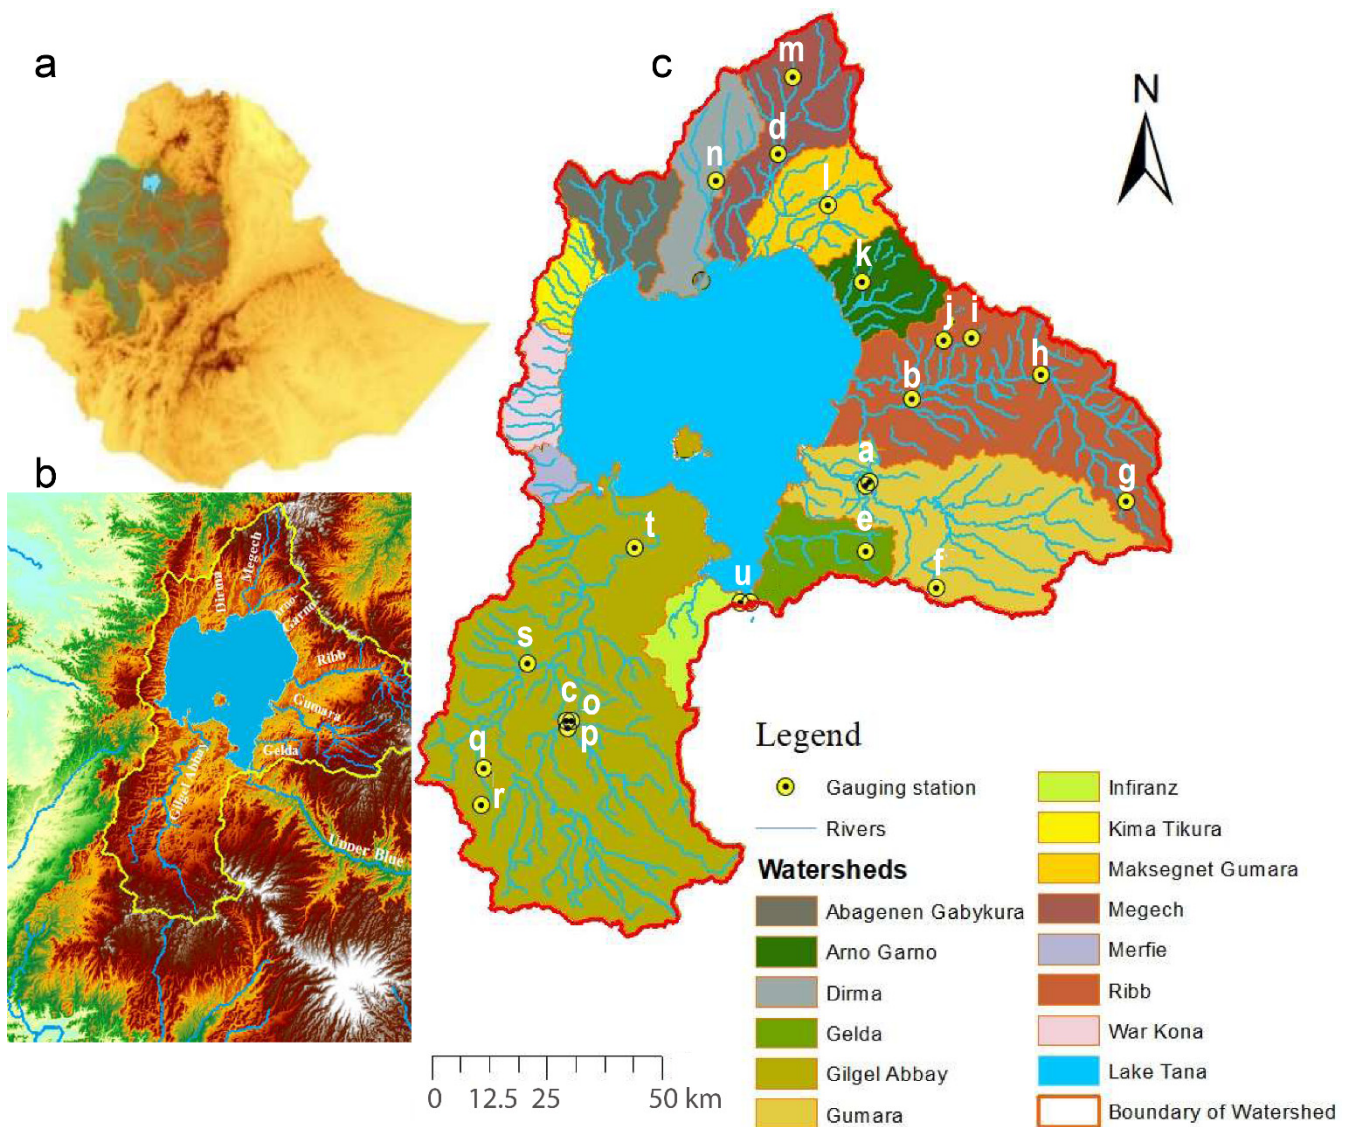 a
c
N
m
d
n
l
k
j
i
h
b
a
g
e
f
t
u
s
c
o
p
q
r
b
Megech
Dirma
Arno
Garno
Ribb
Gumara
Gelda
Gilgel Abbay
Upper Blue
Legend
Gauging station
Rivers
Watersheds
Abagenen Gabykura
Arno Garno
Dirma
Gelda
Gilgel Abbay
Gumara
Infiranz
Kima Tikura
Maksegnet Gumara
Megech
Merfie
Ribb
War Kona
Lake Tana
Boundary of Watershed
0 12.5 25 50 km